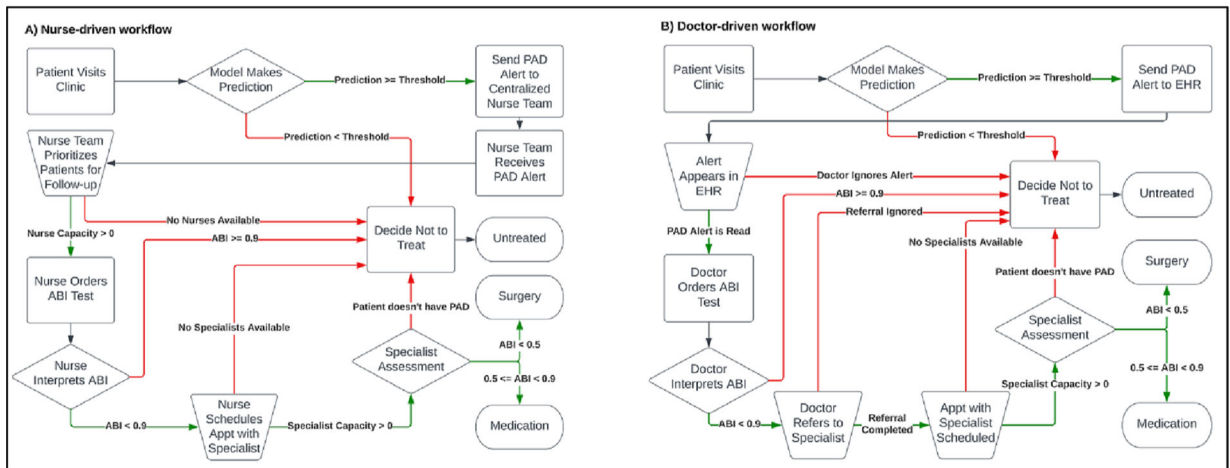 A) Nurse-driven workflow
Patient Visits
Clinic
Model Makes
Prediction
Prediction >= Threshold
Send PAD
Alert to
Centralized
Nurse Team
Prediction < Threshold
Nurse Team
Receives
PAD Alert
Nurse Team
Prioritizes
Patients for
Follow-up
No Nurses Available
Nurse Capacity > 0
ABI >= 0.9
Decide Not to
Treat
Untreated
Nurse Orders
ABI Test
No Specialists Available
Patient doesn't have PAD
Surgery
ABI < 0.5
Nurse
Interprets ABI
Specialist
Assessment
0.5 <= ABI < 0.9
ABI < 0.9
Nurse
Schedules
Appt with
Specialist
Specialist Capacity > 0
Medication
B) Doctor-driven workflow
Patient Visits
Clinic
Model Makes
Prediction
Prediction >= Threshold
Send PAD
Alert to EHR
Prediction < Threshold
Alert
Appears in
EHR
Doctor Ignores Alert
ABI >= 0.9
Referral Ignored
Decide Not to
Treat
Untreated
PAD Alert is Read
No Specialists Available
Doctor
Orders ABI
Test
Patient doesn't have PAD
Surgery
ABI < 0.5
Specialist
Assessment
Doctor
Interprets ABI
0.5 <= ABI < 0.9
Specialist Capacity > 0
ABI < 0.9
Doctor
Refers to
Specialist
Referral
Completed
Appt with
Specialist
Scheduled
Medication